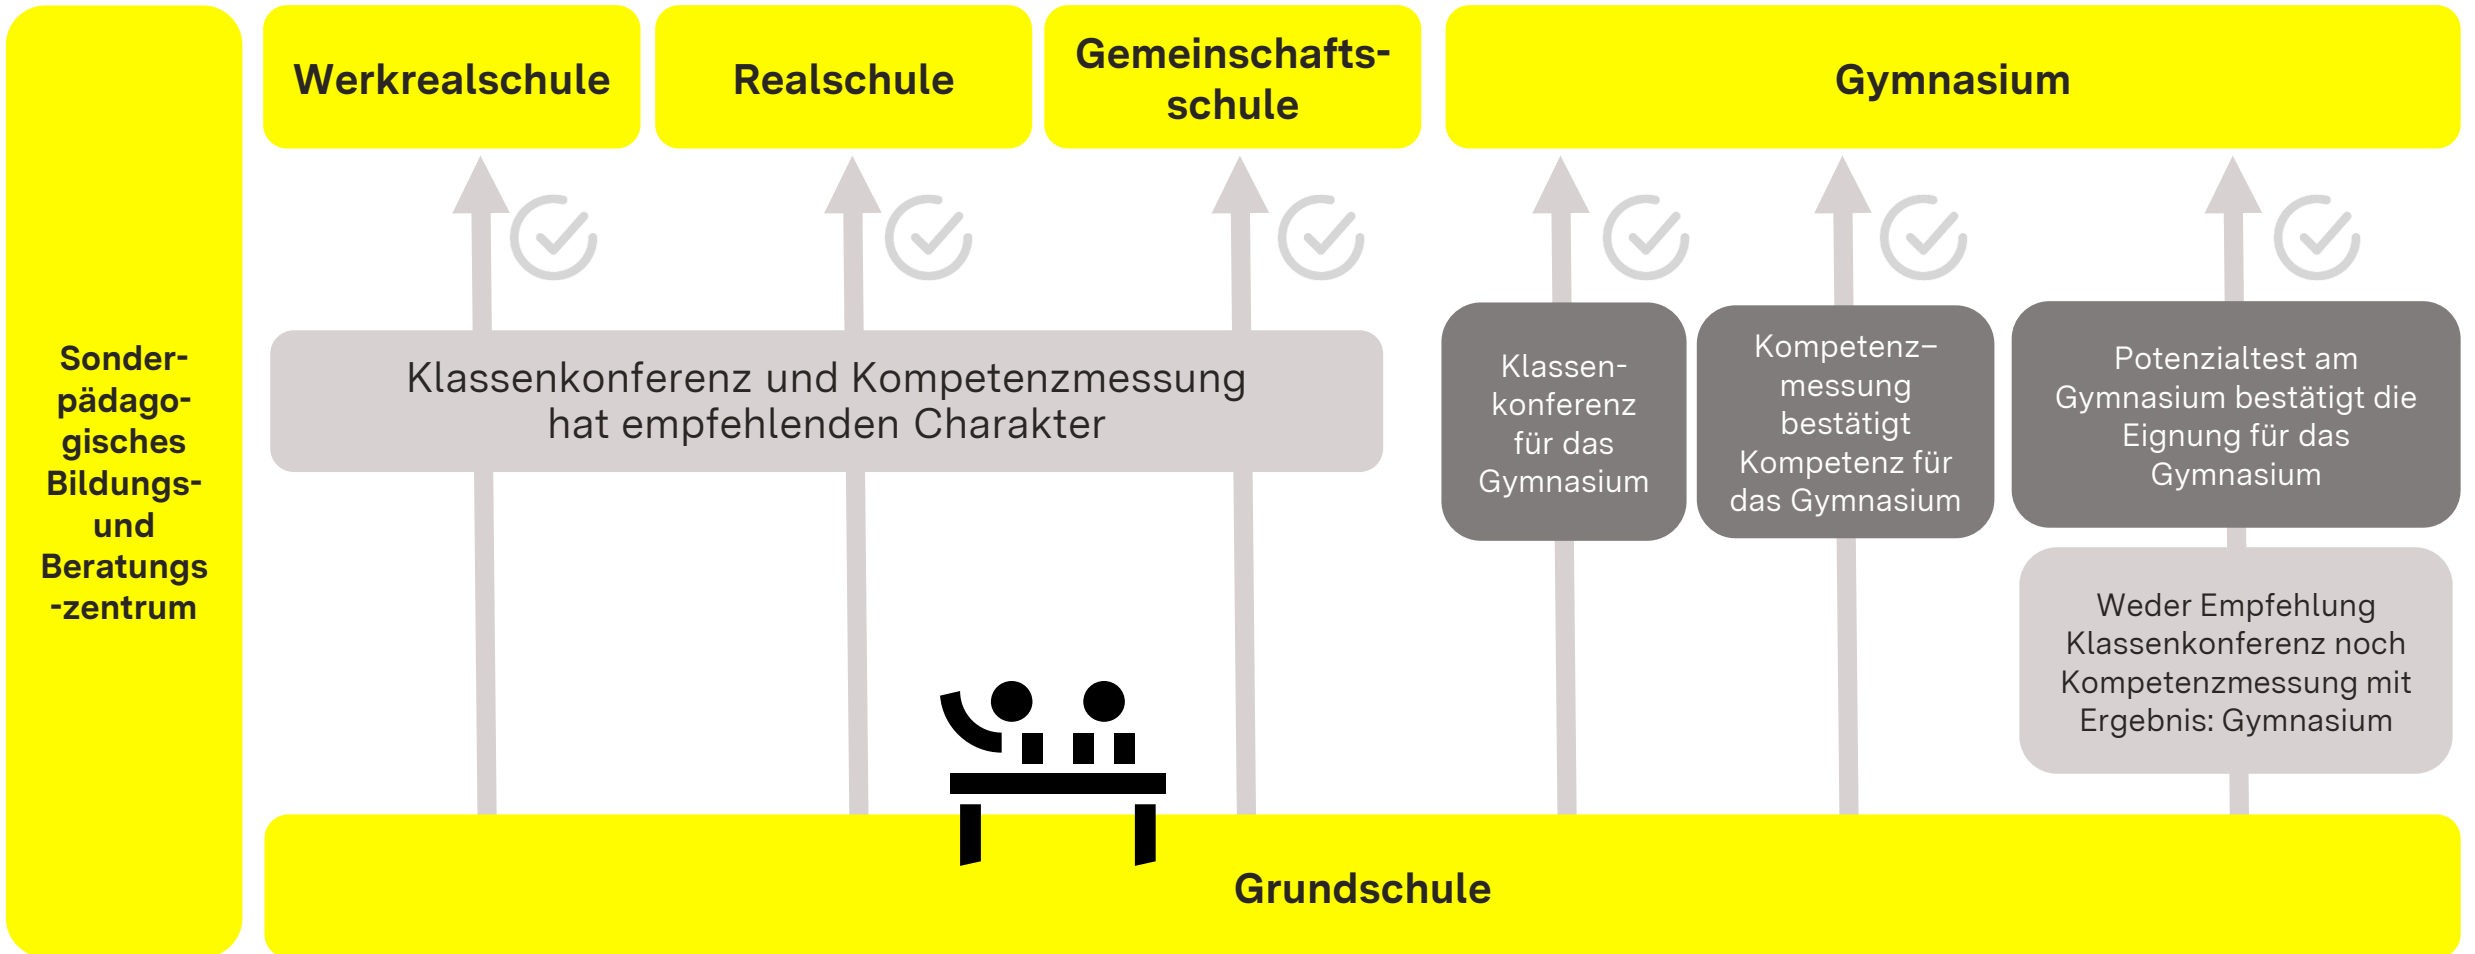 Sonder-
pädago-
gisches
Bildungs-
und
Beratungs
-zentrum
Werkrealschule
Realschule
Gemeinschafts-
schule
Gymnasium
Klassenkonferenz und Kompetenzmessung
hat empfehlenden Charakter
Klassen-
konferenz
für das
Gymnasium
Kompetenz–
messung
bestätigt
Kompetenz für
das Gymnasium
Potenzialtest am
Gymnasium bestätigt die
Eignung für das
Gymnasium
Weder Empfehlung
Klassenkonferenz noch
Kompetenzmessung mit
Ergebnis: Gymnasium
Grundschule